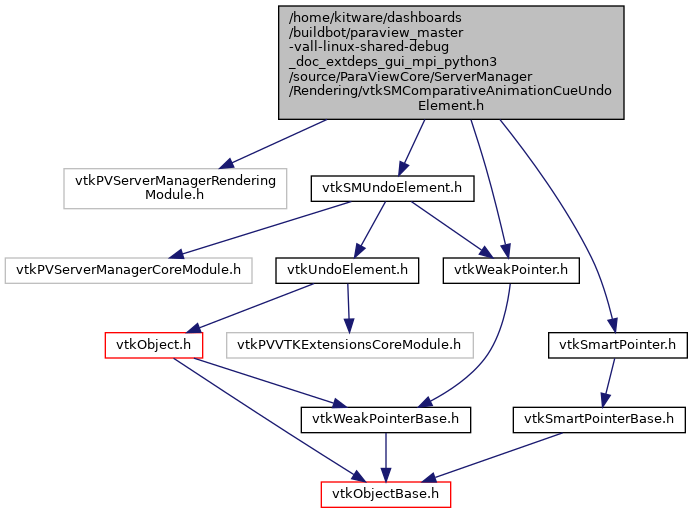 /home/kitware/dashboards
/buildbot/paraview_master
-vall-linux-shared-debug
_doc_extdeps_gui_mpi_python3
/source/ParaViewCore/ServerManager
/Rendering/vtkSMComparativeAnimationCueUndo
Element.h
vtkPVServerManagerRendering
Module.h
vtkSMUndoElement.h
vtkPVServerManagerCoreModule.h
vtkUndoElement.h
vtkWeakPointer.h
vtkObject.h
vtkPVVTKExtensionsCoreModule.h
vtkSmartPointer.h
vtkWeakPointerBase.h
vtkSmartPointerBase.h
vtkObjectBase.h